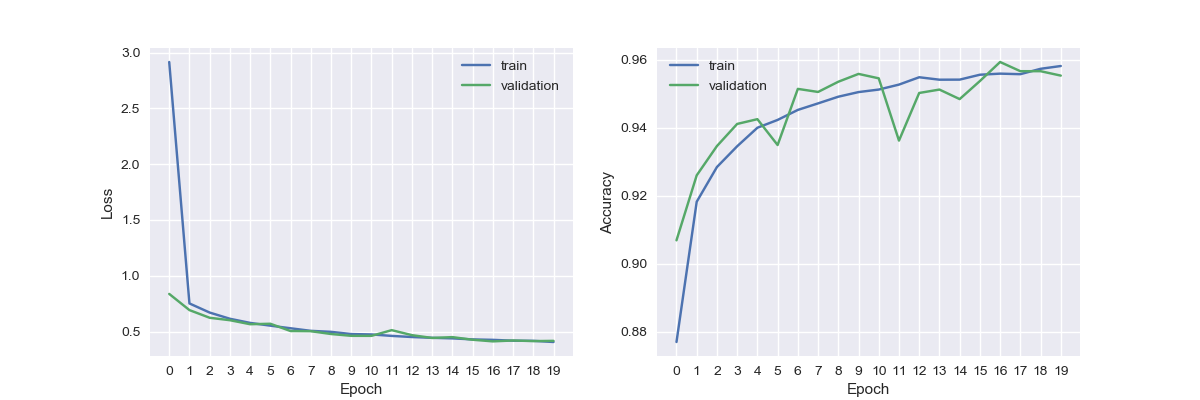 3.0
2.5
2.0
1.5
1.0
0.5
Loss
train
validation
0 1 2 3 4 5 6 7 8 9 10 11 12 13 14 15 16 17 18 19
Epoch
0.96
0.94
0.92
0.90
0.88
Accuracy
train
validation
0 1 2 3 4 5 6 7 8 9 10 11 12 13 14 15 16 17 18 19
Epoch